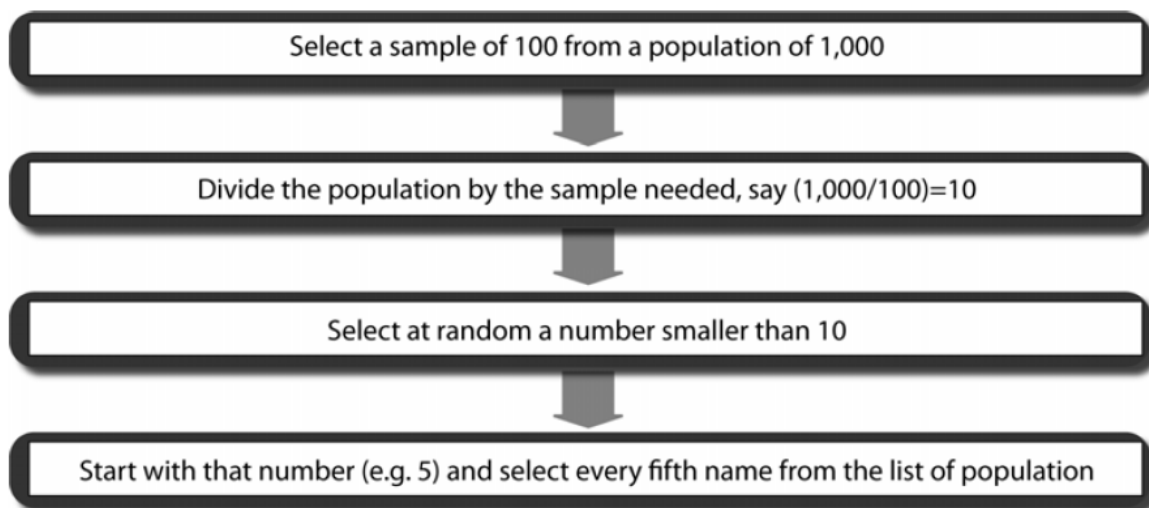 Select a sample of 100 from a population of 1,000
Divide the population by the sample needed, say (1,000/100)=10
Select at random a number smaller than 10
Start with that number (e.g. 5) and select every fifth name from the list of population